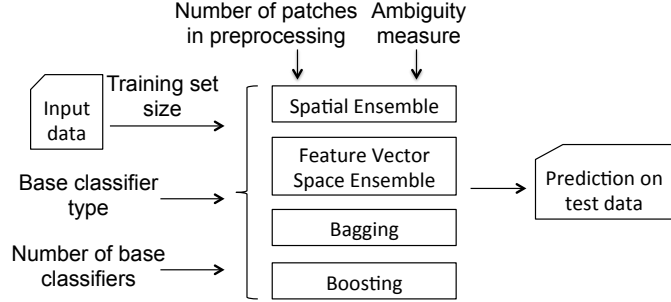 Number of patches
in preprocessing
Ambiguity
measure
Training set
size
Input
data
Spatial Ensemble
Feature Vector
Space Ensemble
Base classifier
type
Prediction on
test data
Bagging
Number of base
classifiers
Boosting